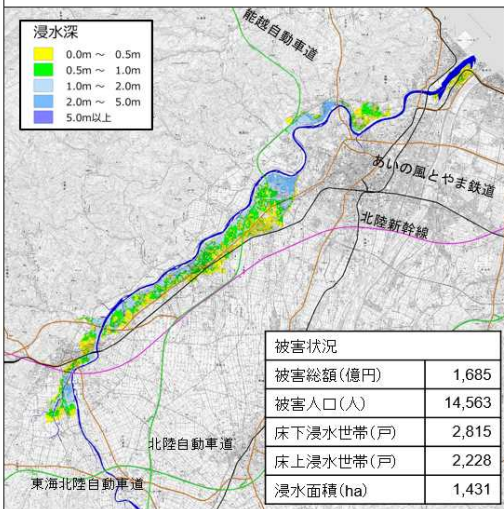 浸水深
0.0m ～ 0.5m
0.5m ～ 1.0m
1.0m ～ 2.0m
2.0m ～ 5.0m
5.0m以上
能越自動車道
あいの風とやま鉄道
北陸新幹線
北陸自動車道
東海北陸自動車道
被害状況
被害総額(億円) 1,685
被害人口(人) 14,563
床下浸水世帯(戸) 2,815
床上浸水世帯(戸) 2,228
浸水面積(ha) 1,431